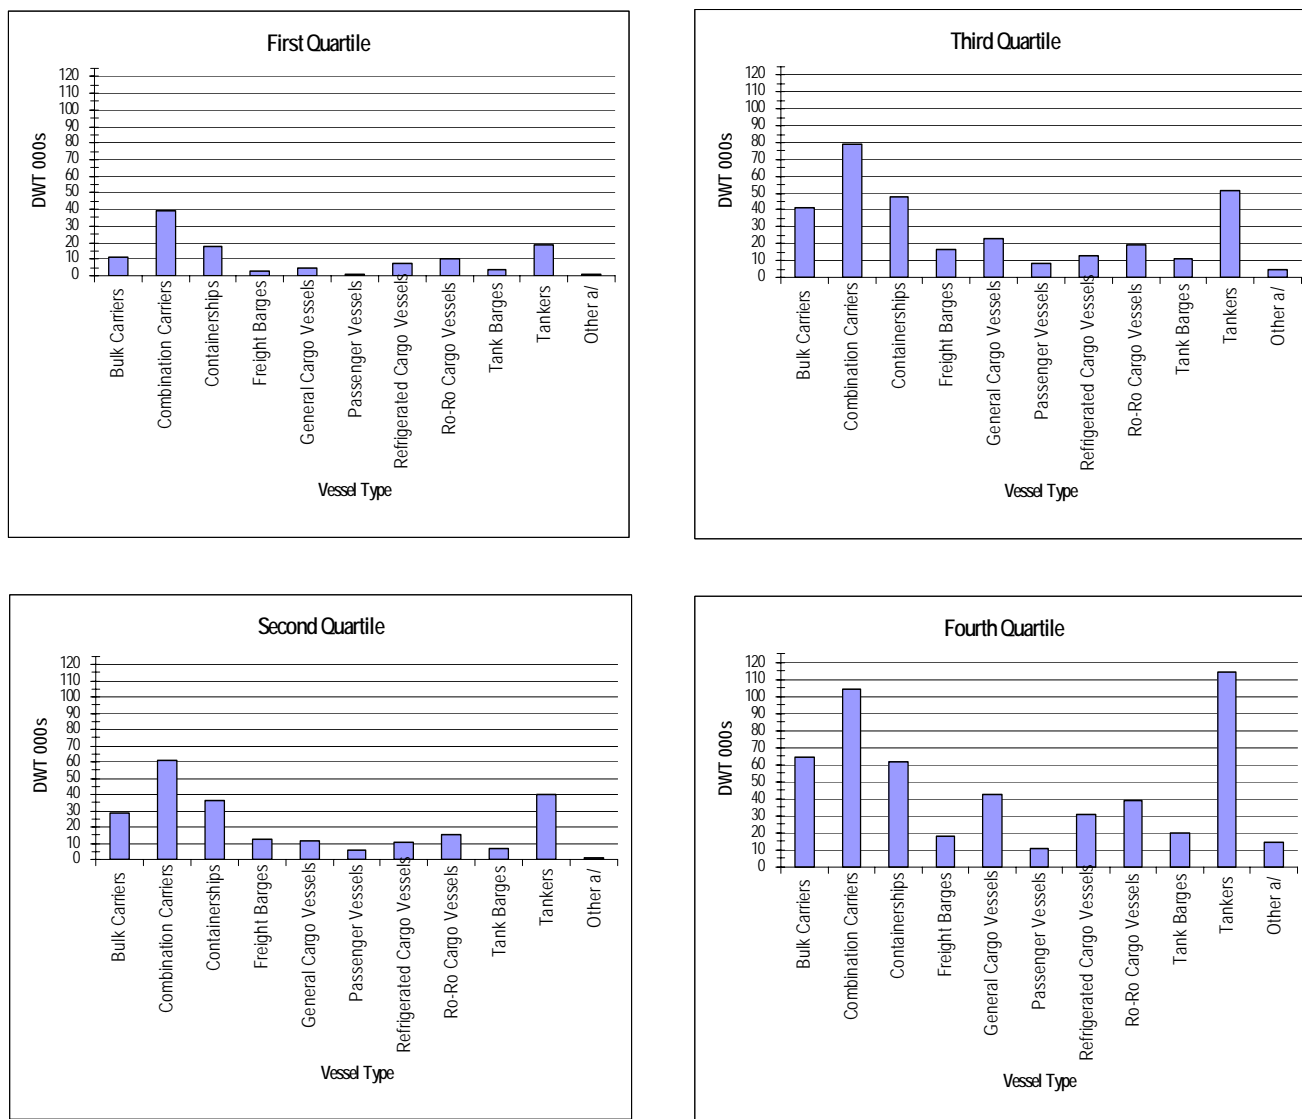 First Quartile
120
110
100
90
80
70
60
50
40
30
20
10
0
DWT 000s
Bulk Carriers
Combination Carriers
Containerships
Freight Barges
General Cargo Vessels
Passenger Vessels
Refrigerated Cargo Vessels
Ro-Ro Cargo Vessels
Tank Barges
Tankers
Other a/
Vessel Type
Third Quartile
120
110
100
90
80
70
60
50
40
30
20
10
0
DWT 000s
Bulk Carriers
Combination Carriers
Containerships
Freight Barges
General Cargo Vessels
Passenger Vessels
Refrigerated Cargo Vessels
Ro-Ro Cargo Vessels
Tank Barges
Tankers
Other a/
Vessel Type
Second Quartile
120
110
100
90
80
70
60
50
40
30
20
10
0
DWT 000s
Bulk Carriers
Combination Carriers
Containerships
Freight Barges
General Cargo Vessels
Passenger Vessels
Refrigerated Cargo Vessels
Ro-Ro Cargo Vessels
Tank Barges
Tankers
Other a/
Vessel Type
Fourth Quartile
120
110
100
90
80
70
60
50
40
30
20
10
0
DWT 000s
Bulk Carriers
Combination Carriers
Containerships
Freight Barges
General Cargo Vessels
Passenger Vessels
Refrigerated Cargo Vessels
Ro-Ro Cargo Vessels
Tank Barges
Tankers
Other a/
Vessel Type